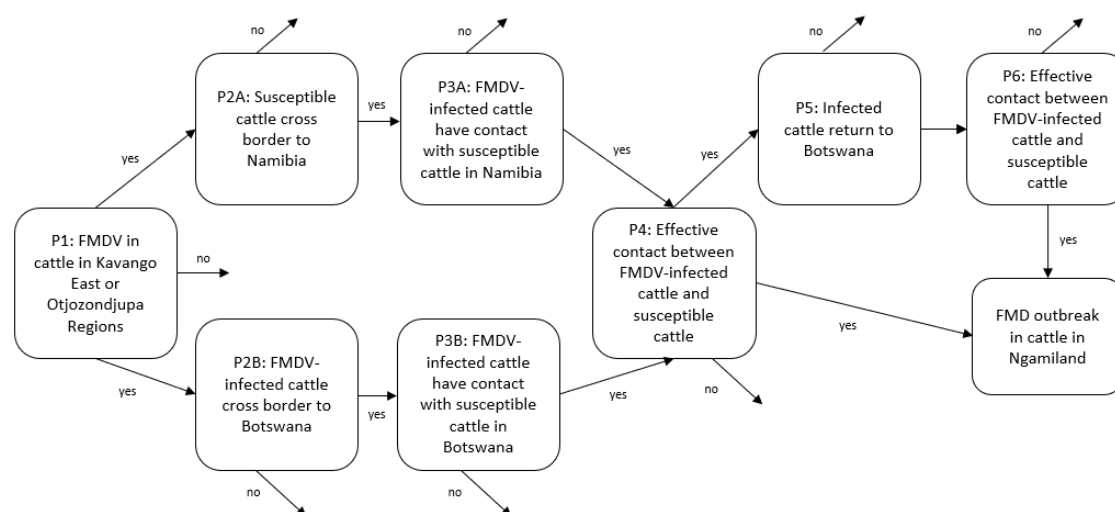 no
no
no
no
P2A: Susceptible
cattle cross
border to
Namibia
yes
P3A: FMDV-
infected cattle
have contact
with susceptible
cattle in Namibia
P5: Infected
cattle return to
Botswana
P6: Effective
contact between
FMDV-infected
cattle and
susceptible
cattle
yes
yes
yes
P1: FMDV in
cattle in Kavango
East or
Otjozondjupa
Regions
no
P4: Effective
contact between
FMDV-infected
cattle and
susceptible
cattle
yes
yes
FMD outbreak
in cattle in
Ngamiland
yes
P2B: FMDV-
infected cattle
cross border to
Botswana
yes
P3B: FMDV-
infected cattle
have contact
with susceptible
cattle in
Botswana
yes
no
no
no